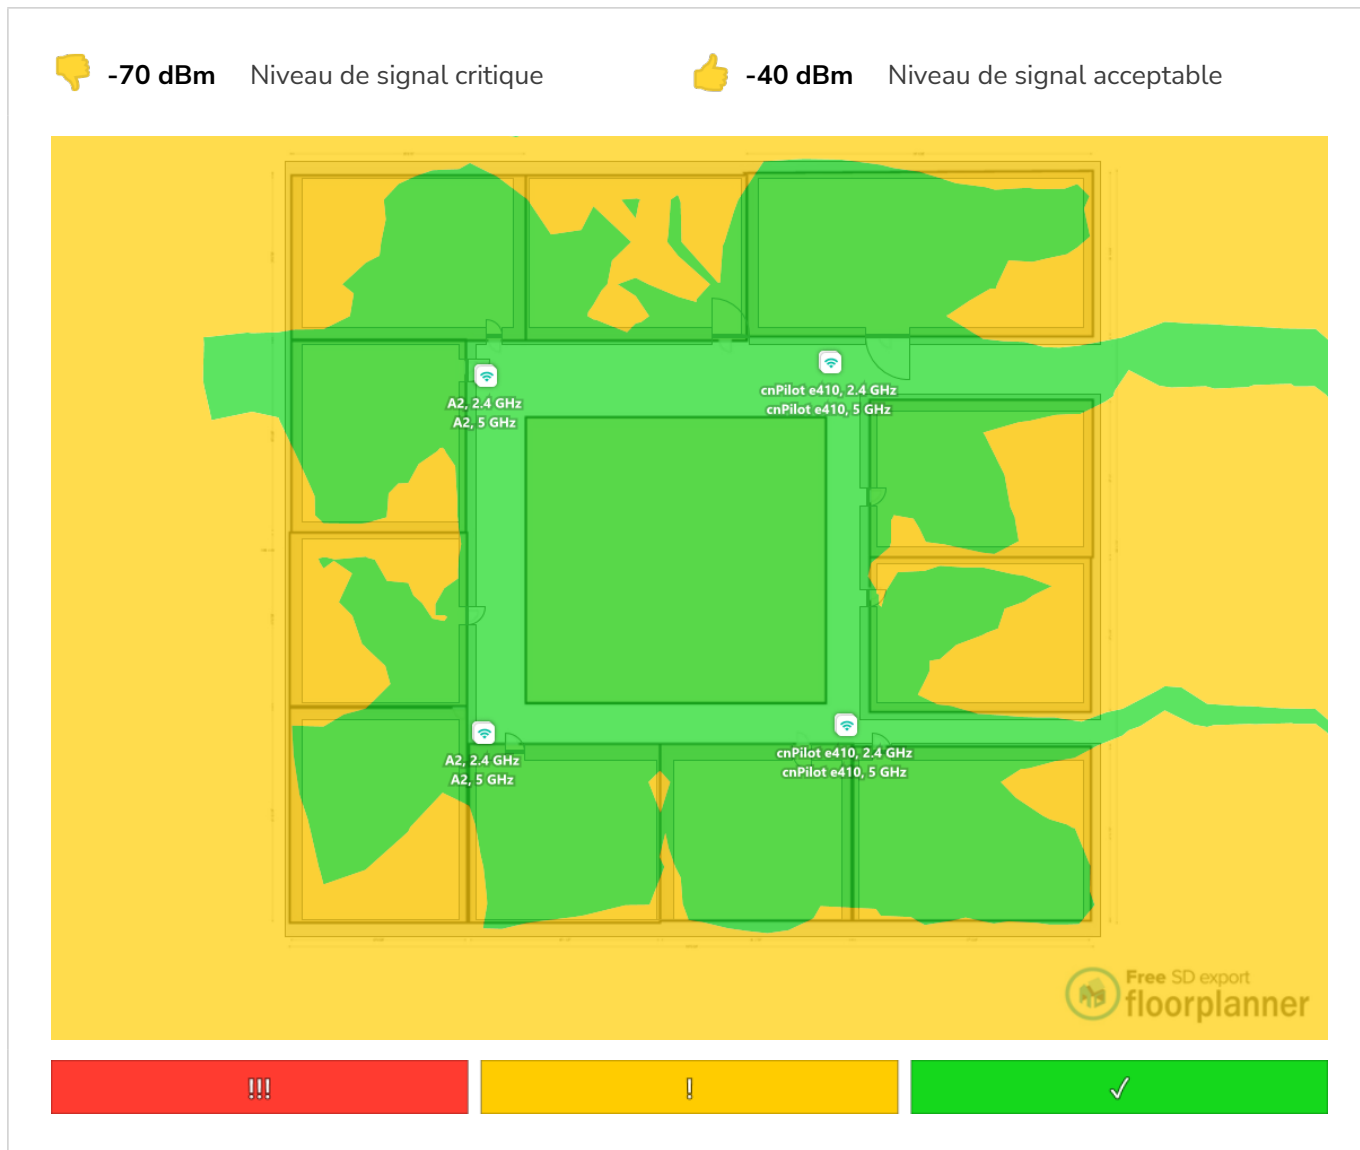 -70 dBm Niveau de signal critique
-40 dBm Niveau de signal acceptable
A2, 2.4 GHz
A2, 5 GHz
cnPilot e410, 2.4 GHz
cnPilot e410, 5 GHz
A2, 2.4 GHz
A2, 5 GHz
cnPilot e410, 2.4 GHz
cnPilot e410, 5 GHz
Free SD export
floorplanner
!!!
!
✓